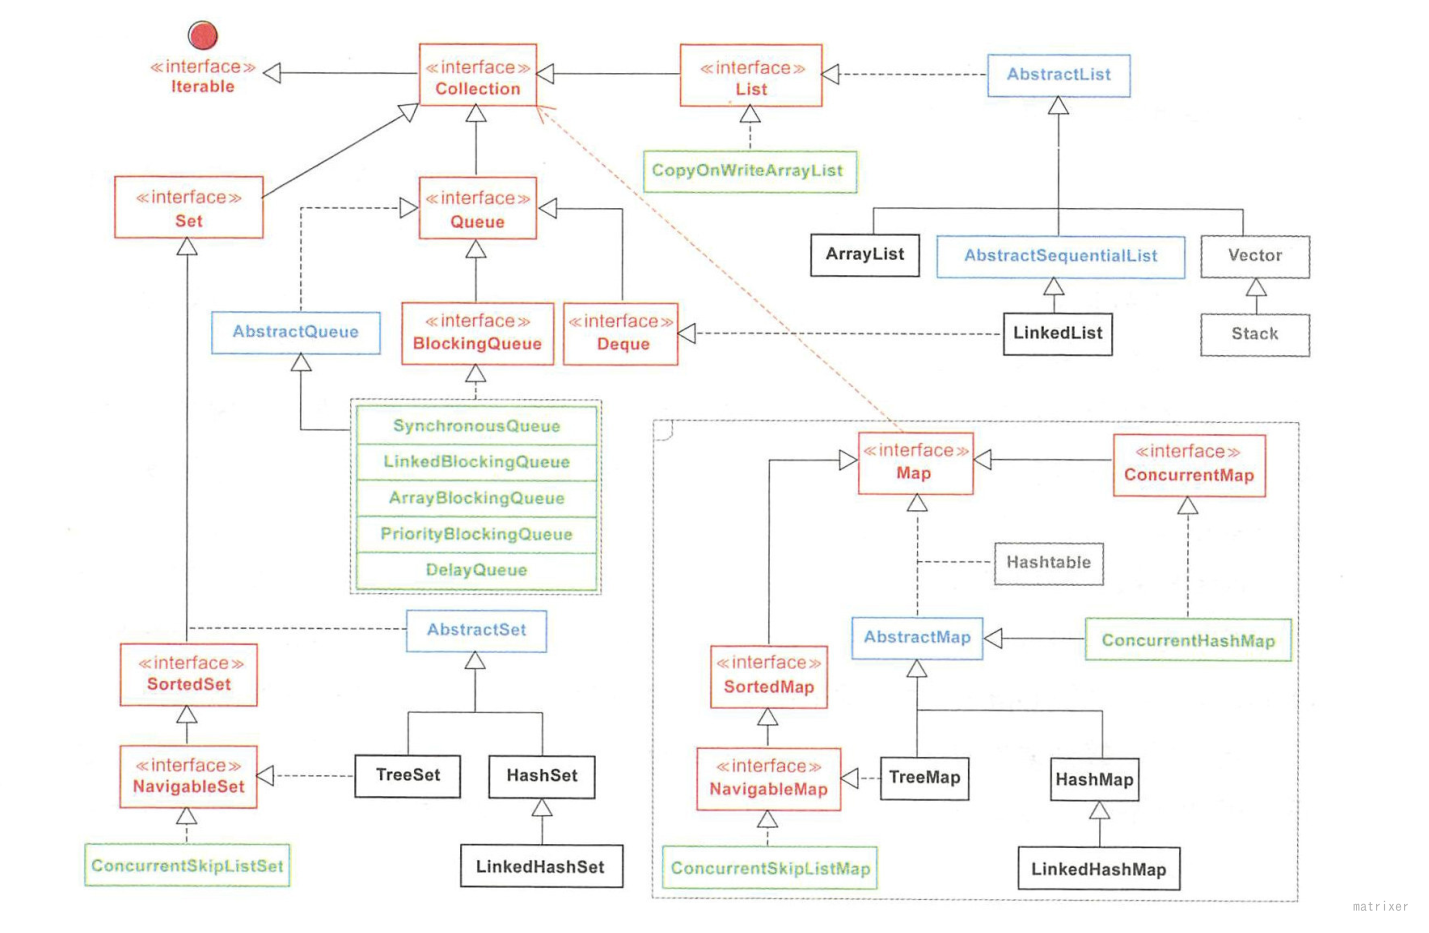 ≪interface≫
Iterable
≪interface≫
Collection
≪interface≫
List
AbstractList
CopyOnWriteArrayList
≪interface≫
Set
≪interface≫
Queue
ArrayList
AbstractSequentialList
Vector
AbstractQueue
≪interface≫
BlockingQueue
≪interface≫
Deque
LinkedList
Stack
SynchronousQueue
LinkedBlockingQueue
ArrayBlockingQueue
PriorityBlockingQueue
DelayQueue
≪interface≫
Map
≪interface≫
ConcurrentMap
Hashtable
AbstractSet
AbstractMap
ConcurrentHashMap
≪interface≫
SortedSet
≪interface≫
SortedMap
≪interface≫
NavigableSet
TreeSet
HashSet
≪interface≫
NavigableMap
TreeMap
HashMap
ConcurrentSkipListSet
LinkedHashSet
ConcurrentSkipListMap
LinkedHashMap
matrixer